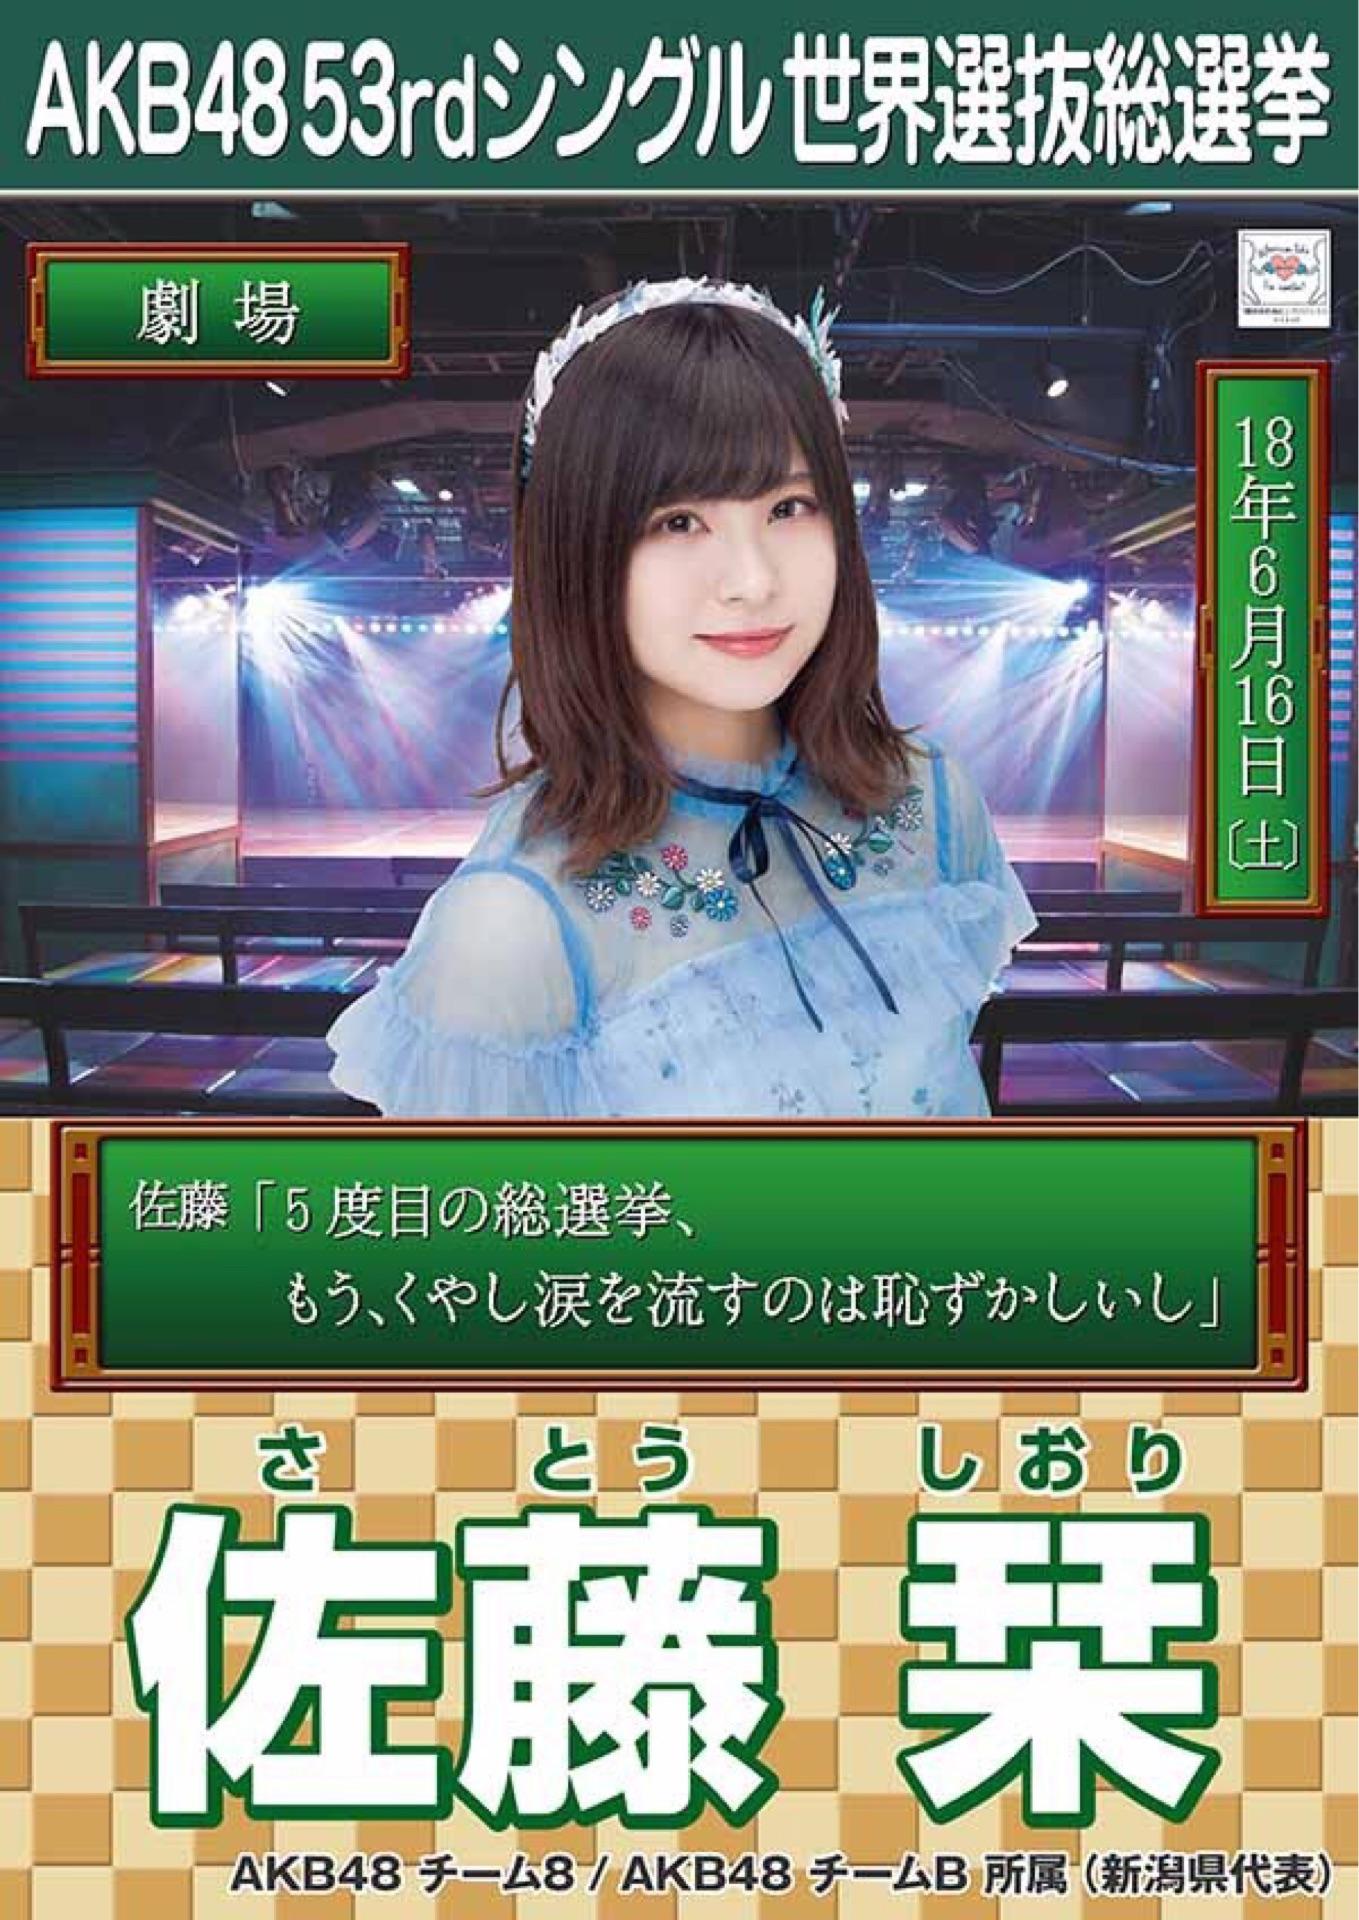 AKB48 53rdシングル 世界選抜総選挙
劇場
18年6月16日〔土〕
佐藤「5度目の総選挙、
もう、くやし涙を流すのは恥ずかしいし」
さとう しおり
佐藤 栞
AKB48 チーム8 / AKB48 チームB 所属 (新潟県代表)